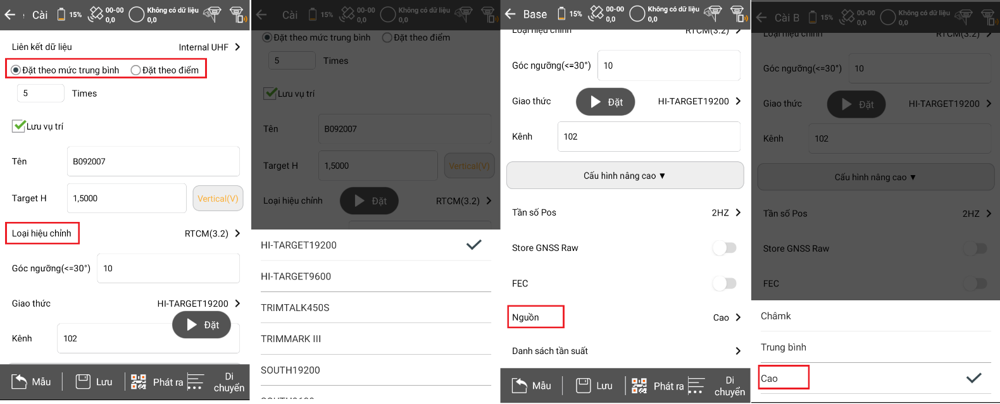 Cài
15%
00-00
0,0
Không có dữ liệu
0,0
Liên kết dữ liệu
Internal UHF
Đặt theo mức trung bình
Đặt theo điểm
5
Times
Lưu vụ trí
Tên
B092007
Target H
1,5000
Vertical(V)
Loại hiệu chỉnh
RTCM(3.2)
Góc ngưỡng(<=30°)
10
Giao thức
HI-TARGET19200
Đặt
Kênh
102
Mẫu
Lưu
Phát ra
Di
chuyển
Cài
15%
00-00
0,0
Không có dữ liệu
0,0
Đặt theo mức trung bình
Đặt theo điểm
5
Times
Lưu vụ trí
Tên
B092007
Target H
1,5000
Vertical(V)
Loại hiệu chỉnh
Đặt
RTCM(3.2)
HI-TARGET19200
HI-TARGET9600
TRIMTALK450S
TRIMMARK III
SOUTH19200
SOUTH9600
Base
15%
00-00
0,0
Không có dữ liệu
0,0
Loại hiệu chỉnh
RTCM(3.2)
Góc ngưỡng(<=30°)
10
Giao thức
Đặt
HI-TARGET19200
Kênh
102
Cấu hình nâng cao ▼
Tần số Pos
2HZ
Store GNSS Raw
FEC
Nguồn
Cao
Danh sách tần suất
Mẫu
Lưu
Phát ra
Di
chuyển
Cài B
15%
00-00
0,0
Không có dữ liệu
0,0
Loại hiệu chỉnh
RTCM(3.2)
Góc ngưỡng(<=30°)
10
Giao thức
Đặt
HI-TARGET19200
Kênh
102
Cấu hình nâng cao ▼
Tần số Pos
2HZ
Store GNSS Raw
FEC
Châmk
Trung bình
Cao